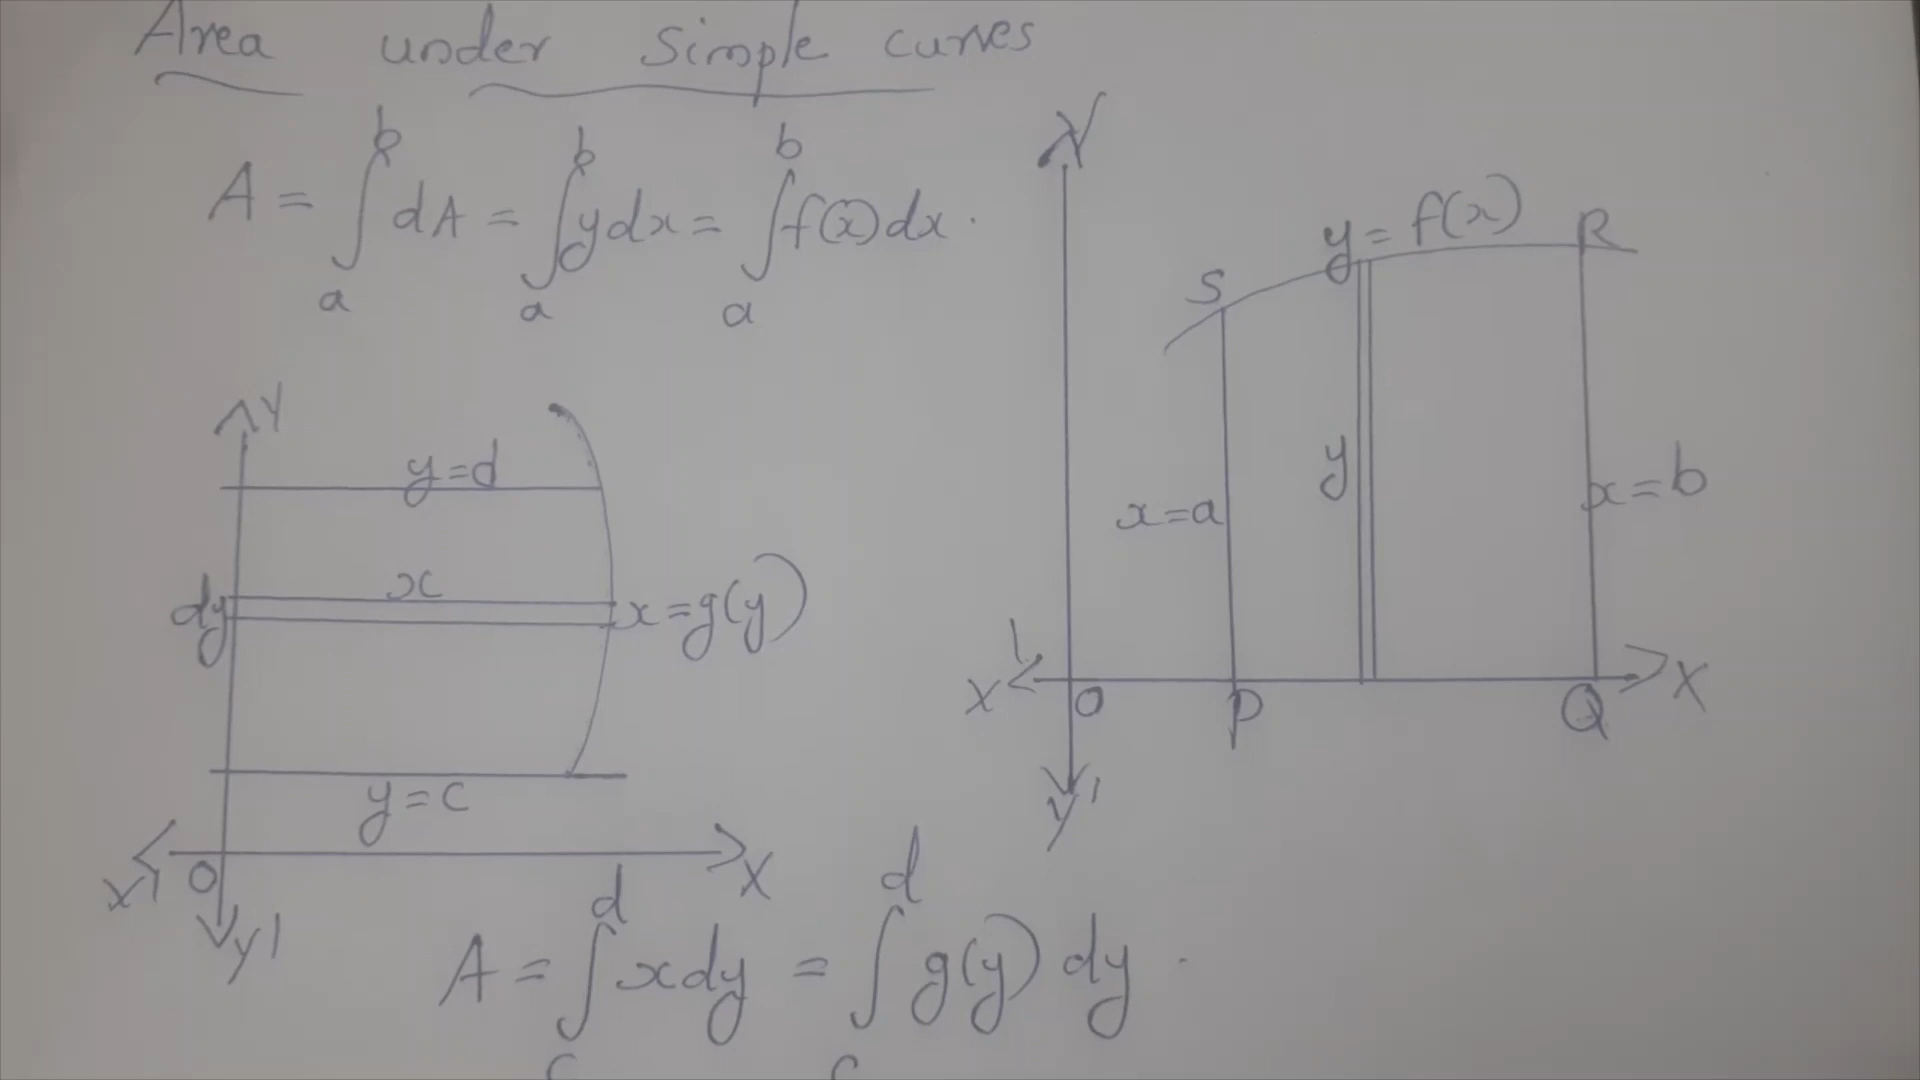 Area under simple curves
A = ∫_a^b dA = ∫_a^b y dx = ∫_a^b f(x) dx.
Y
y = f(x)
R
S
y
x=a
x=b
X'
O
P
Q
X
Y'
Y
y=d
x
dy
x=g(y)
y=c
X'
O
X
Y'
A = ∫_c^d x dy = ∫_c^d g(y) dy.